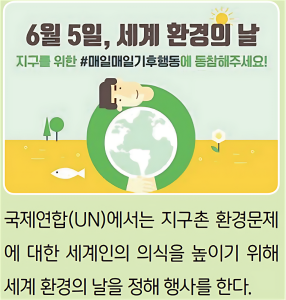 6월 5일, 세계 환경의 날
지구를 위한 #매일매일기후행동에 동참해주세요!
국제연합(UN)에서는 지구촌 환경문제
에 대한 세계인의 의식을 높이기 위해
세계 환경의 날을 정해 행사를 한다.